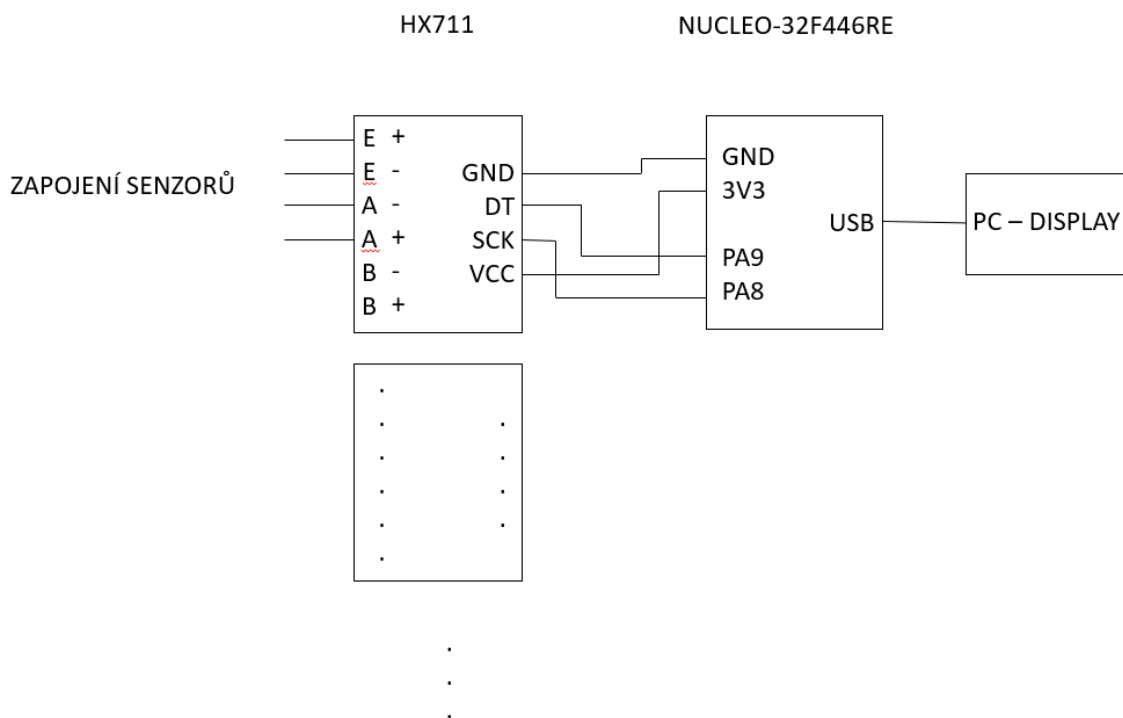 HX711
NUCLEO-32F446RE
ZAPOJENÍ SENZORŮ
E +
E -
A -
A +
B -
B +
GND
DT
SCK
VCC
GND
3V3
PA9
PA8
USB
PC – DISPLAY